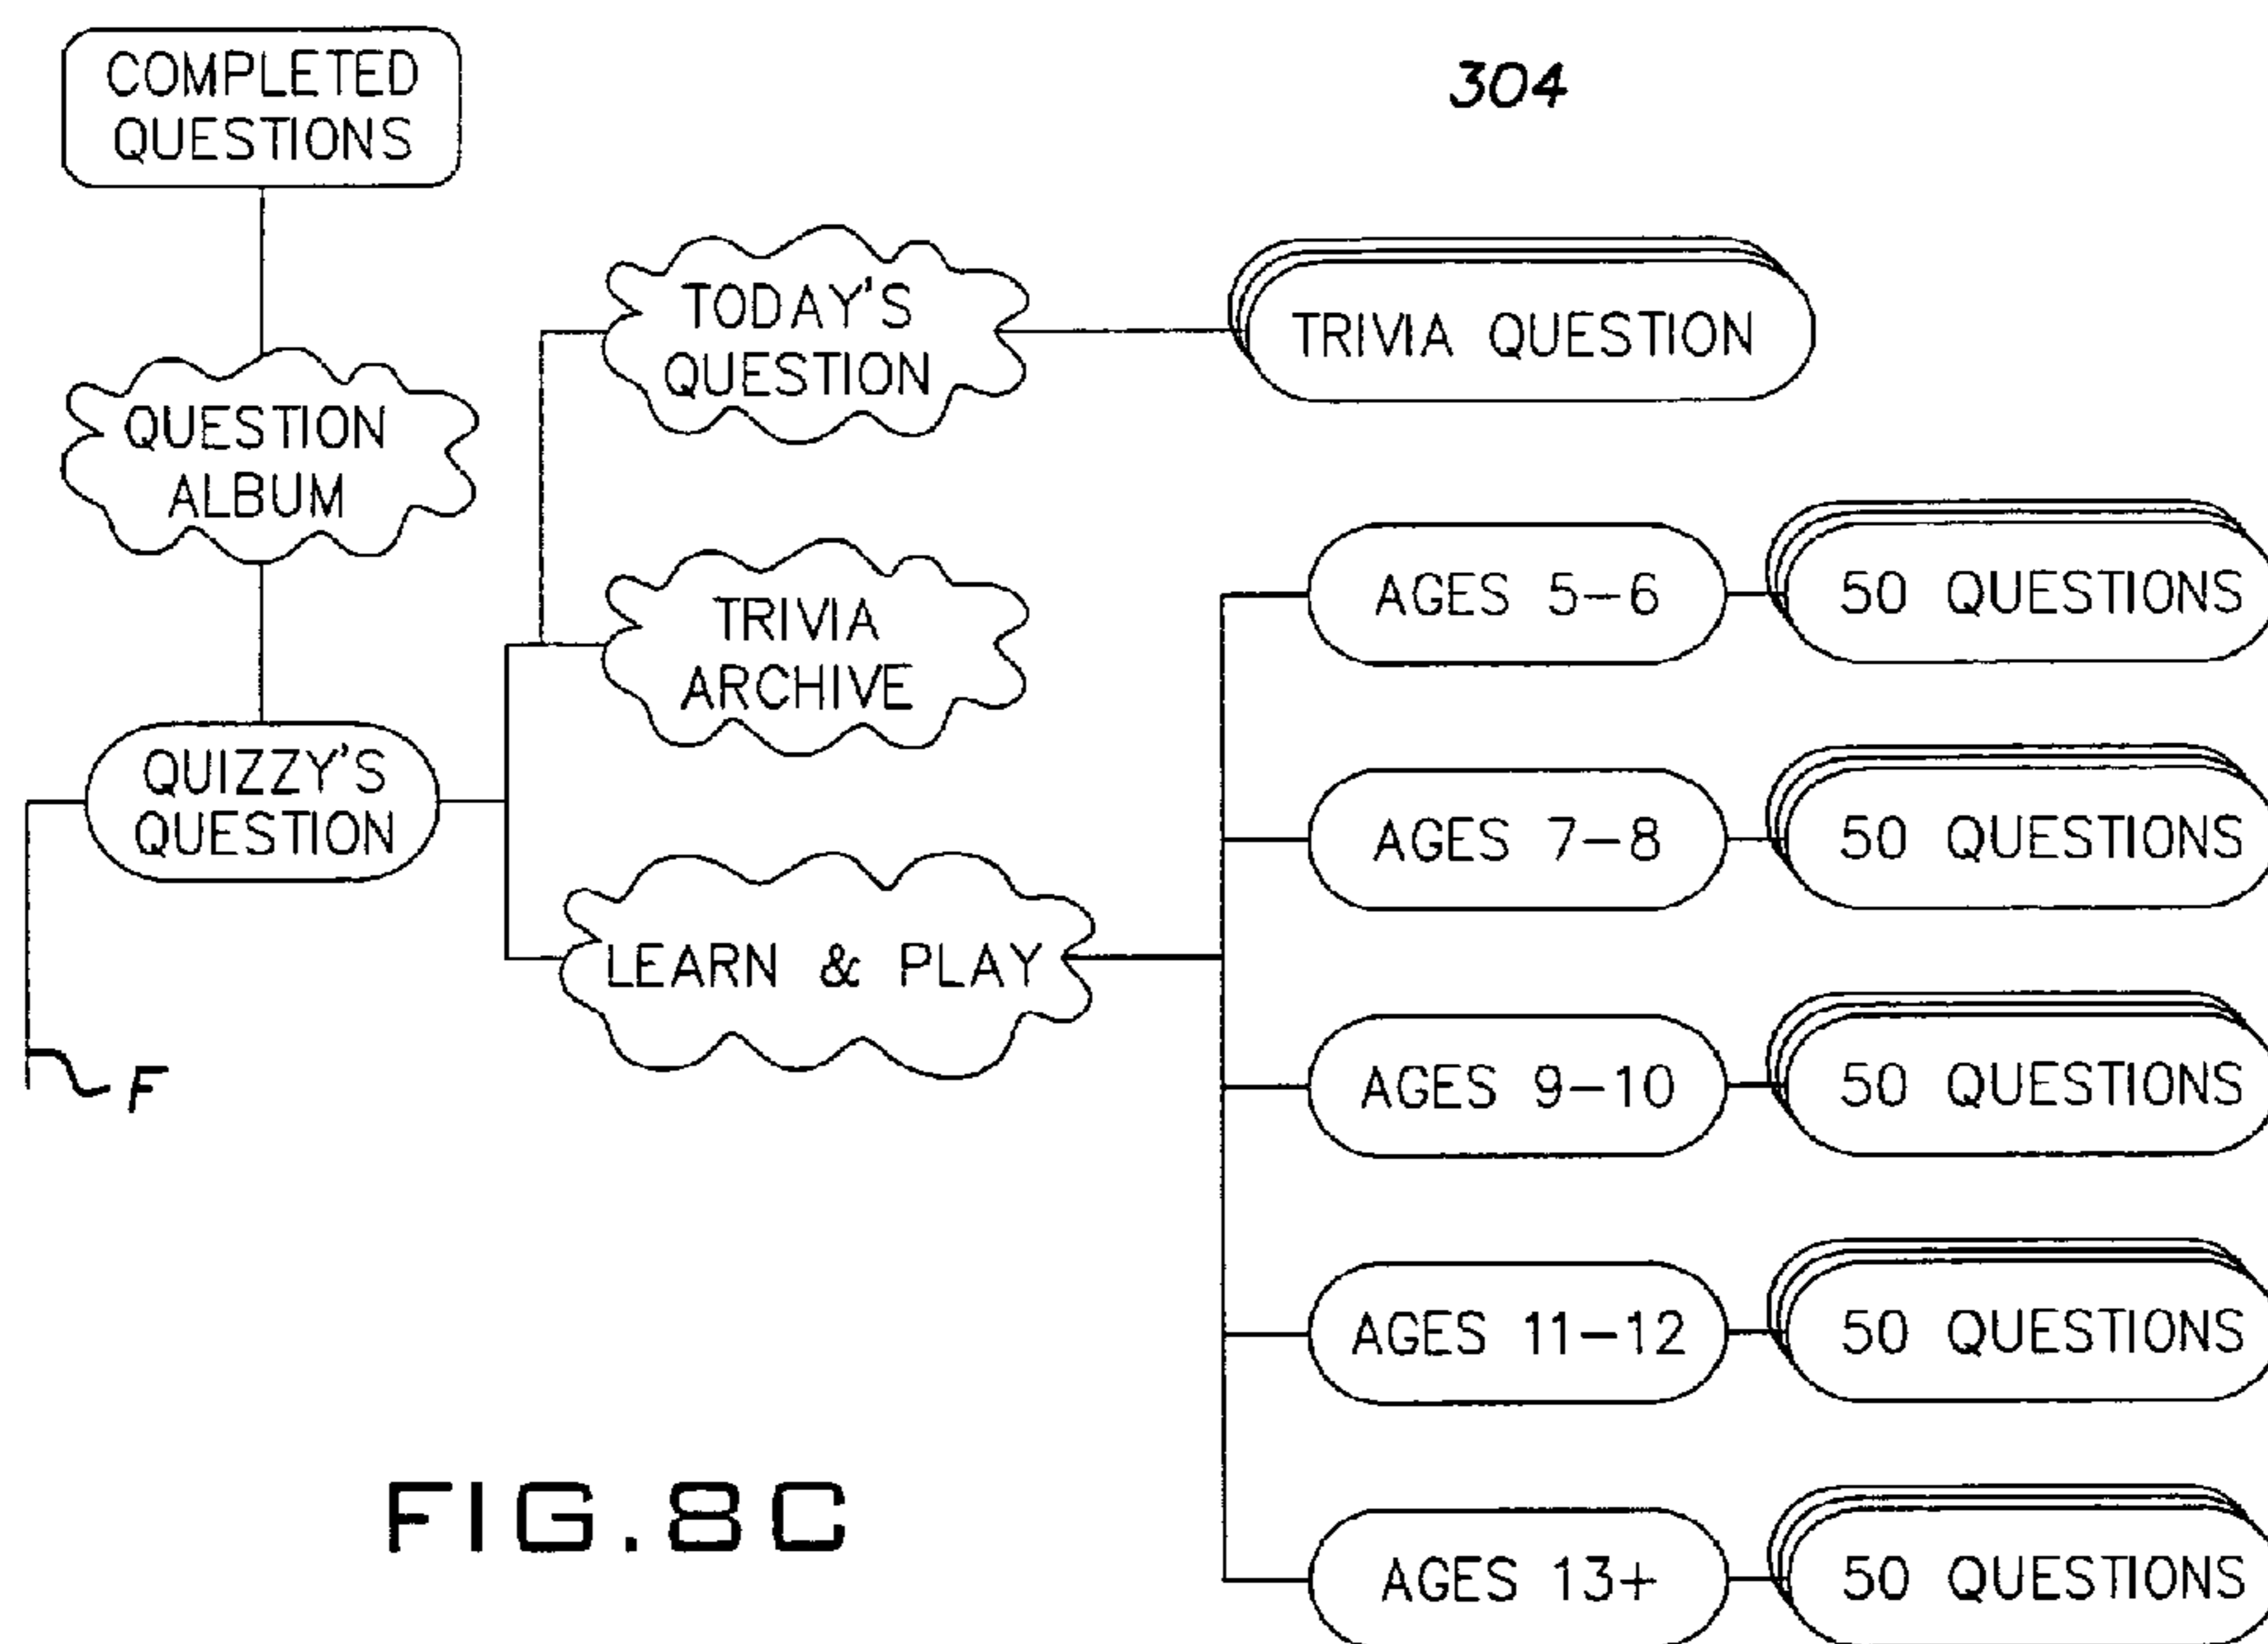 COMPLETED
QUESTIONS
304
TODAY'S
QUESTION
TRIVIA QUESTION
QUESTION
ALBUM
TRIVIA
ARCHIVE
AGES 5-6
50 QUESTIONS
QUIZZY'S
QUESTION
AGES 7-8
50 QUESTIONS
LEARN & PLAY
F
AGES 9-10
50 QUESTIONS
AGES 11-12
50 QUESTIONS
AGES 13+
50 QUESTIONS
FIG.8C